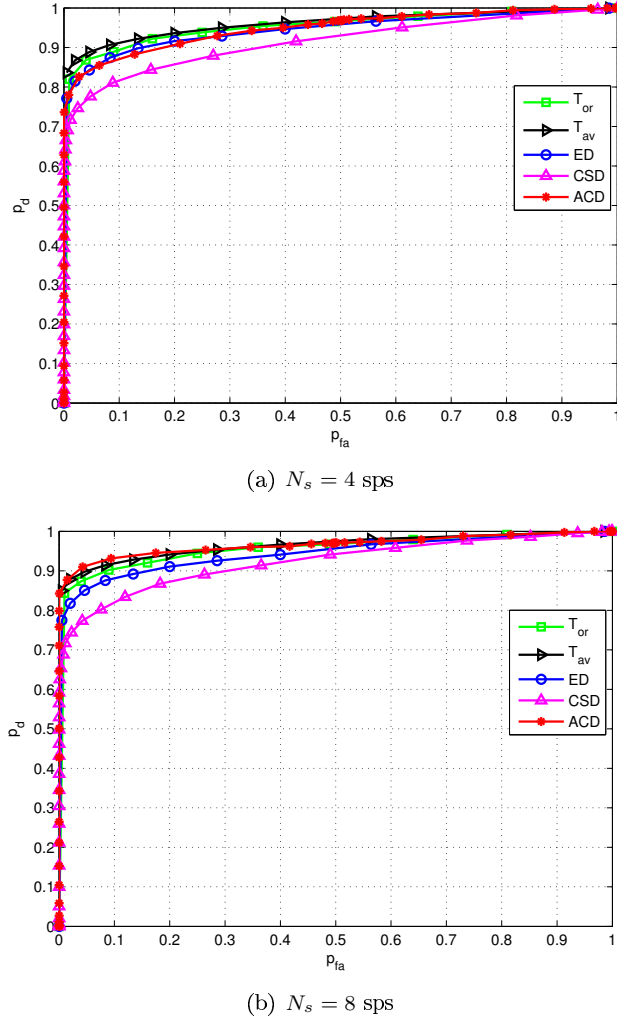 1
0.9
0.8
0.7
0.6
0.5
0.4
0.3
0.2
0.1
0
p_d
T_or
T_av
ED
CSD
ACD
0 0.1 0.2 0.3 0.4 0.5 0.6 0.7 0.8 0.9 1
p_fa
(a) N_s = 4 sps
1
0.9
0.8
0.7
0.6
0.5
0.4
0.3
0.2
0.1
0
p_d
T_or
T_av
ED
CSD
ACD
0 0.1 0.2 0.3 0.4 0.5 0.6 0.7 0.8 0.9 1
p_fa
(b) N_s = 8 sps